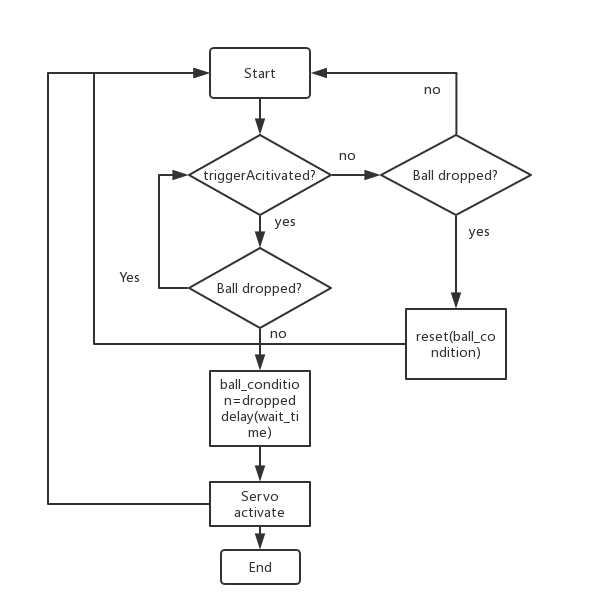 Start
no
triggerAcitivated?
no
Ball dropped?
yes
yes
Yes
Ball dropped?
no
reset(ball_co
ndition)
ball_conditio
n=dropped
delay(wait_ti
me)
Servo
activate
End